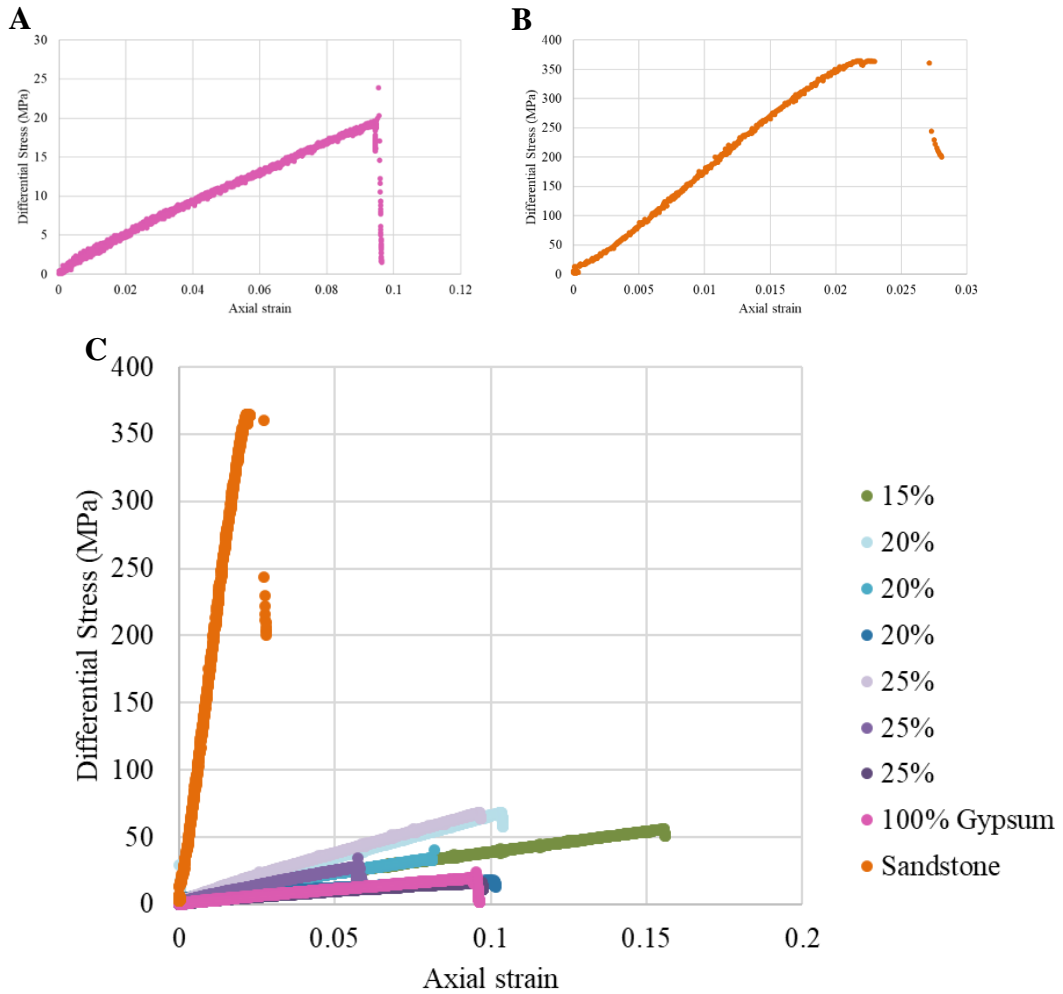 A
30
25
20
15
10
5
0
Differential Stress (MPa)
0 0.02 0.04 0.06 0.08 0.1 0.12
Axial strain
B
400
350
300
250
200
150
100
50
0
Differential Stress (MPa)
0 0.005 0.01 0.015 0.02 0.025 0.03
Axial strain
C
400
350
300
250
200
150
100
50
0
Differential Stress (MPa)
0 0.05 0.1 0.15 0.2
Axial strain
15%
20%
20%
20%
25%
25%
25%
100% Gypsum
Sandstone